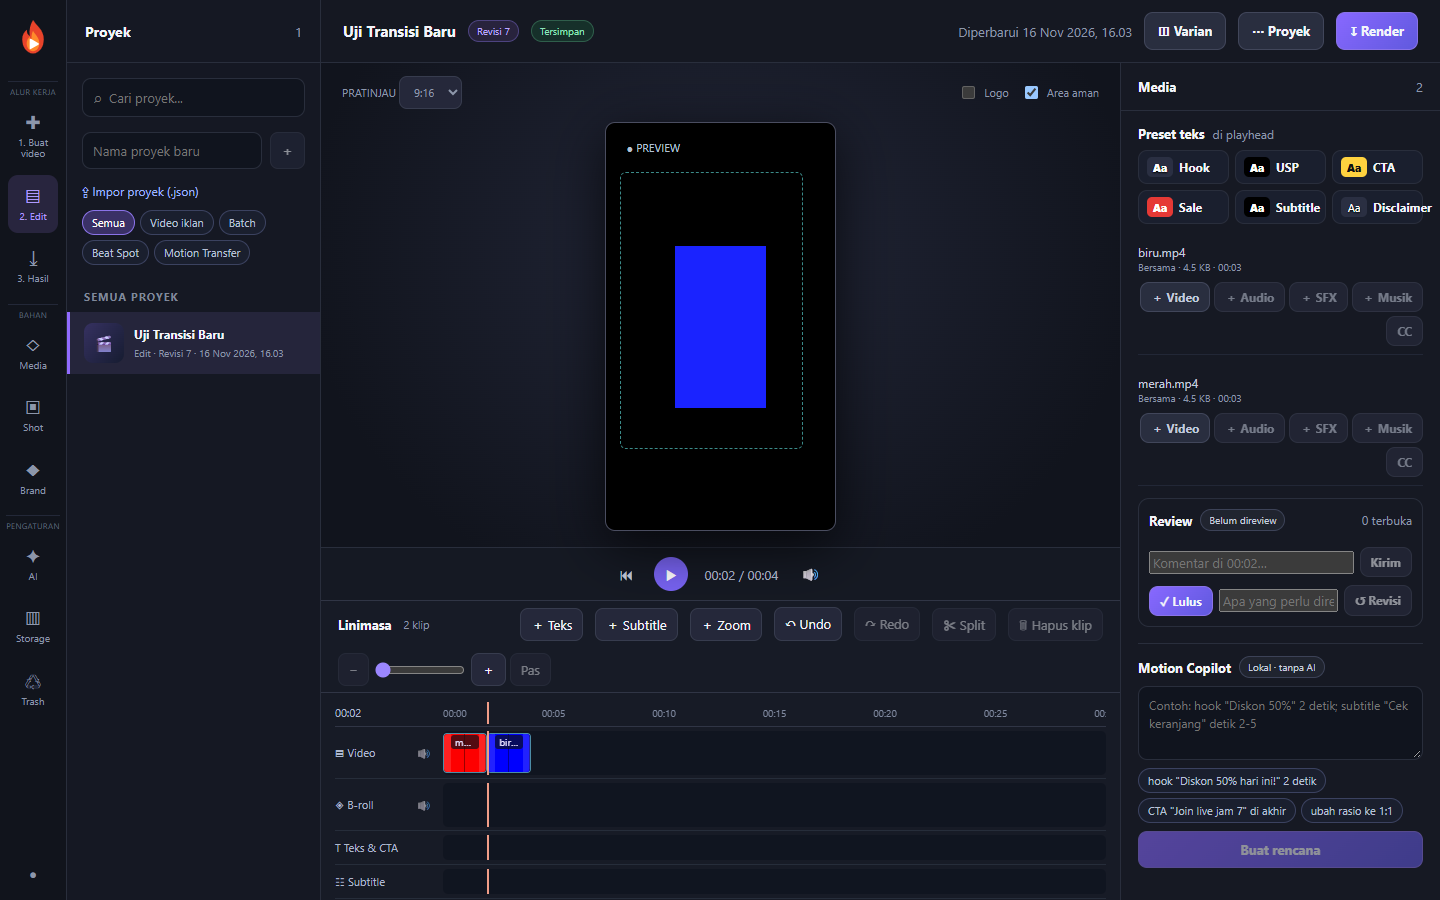 ALUR KERJA
1. Buat
video
2. Edit
3. Hasil
BAHAN
Media
Shot
Brand
PENGATURAN
AI
Storage
Trash
Proyek 1
Cari proyek...
Nama proyek baru +
Impor proyek (.json)
Semua Video iklan Batch
Beat Spot Motion Transfer
SEMUA PROYEK
Uji Transisi Baru
Edit · Revisi 7 · 16 Nov 2026, 16.03
Uji Transisi Baru Revisi 7 Tersimpan
Diperbarui 16 Nov 2026, 16.03 Varian ··· Proyek Render
PRATINJAU 9:16 Logo Area aman
● PREVIEW
00:02 / 00:04
Linimasa 2 klip + Teks + Subtitle + Zoom Undo Redo Split Hapus klip
− + Pas
00:02 00:00 00:05 00:10 00:15 00:20 00:25 00:
Video m... bir...
B-roll
T Teks & CTA
Subtitle
Media 2
Preset teks di playhead
Aa Hook Aa USP Aa CTA
Aa Sale Aa Subtitle Aa Disclaimer
biru.mp4
Bersama · 4.5 KB · 00:03
+ Video + Audio + SFX + Musik
CC
merah.mp4
Bersama · 4.5 KB · 00:03
+ Video + Audio + SFX + Musik
CC
Review Belum direview 0 terbuka
Komentar di 00:02... Kirim
✓ Lulus Apa yang perlu dire ↺ Revisi
Motion Copilot Lokal · tanpa AI
Contoh: hook "Diskon 50%" 2 detik; subtitle "Cek
keranjang" detik 2-5
hook "Diskon 50% hari ini!" 2 detik
CTA "Join live jam 7" di akhir ubah rasio ke 1:1
Buat rencana